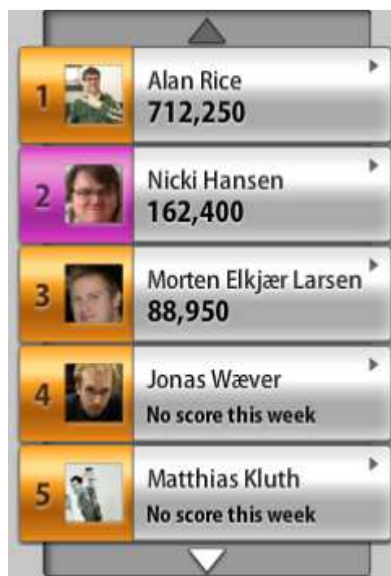 1
Alan Rice
712,250
2
Nicki Hansen
162,400
3
Morten Elkjær Larsen
88,950
4
Jonas Wæver
No score this week
5
Matthias Kluth
No score this week